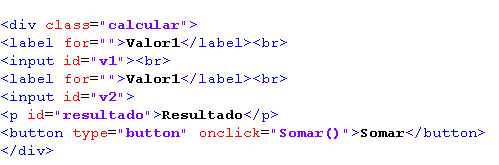 <div class="calcular">
<label for="">Valor1</label><br>
<input id="v1"><br>
<label for="">Valor1</label><br>
<input id="v2">
<p id="resultado">Resultado</p>
<button type="button" onclick="Somar()">Somar</button>
</div>